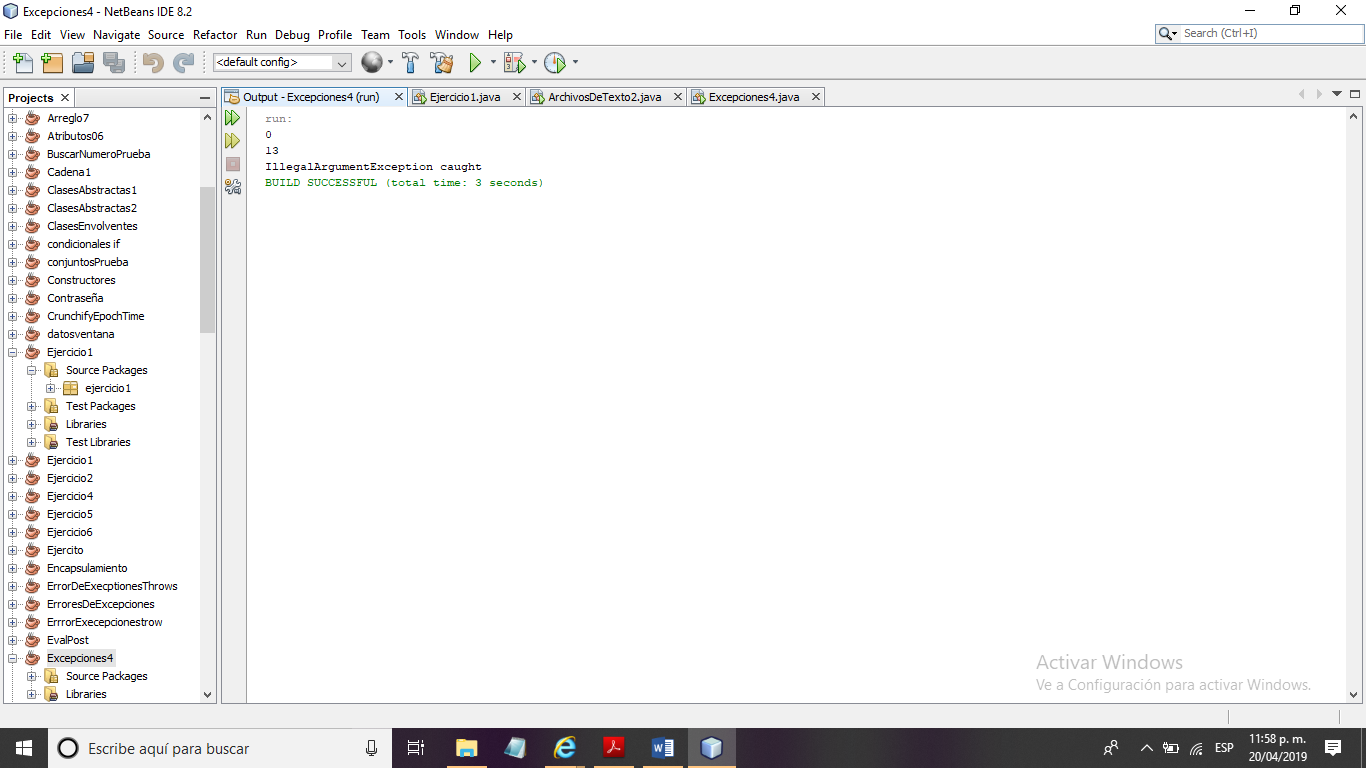 Excepciones4 - NetBeans IDE 8.2
File Edit View Navigate Source Refactor Run Debug Profile Team Tools Window Help
Search (Ctrl+I)
<default config>
Projects
Output - Excepciones4 (run) Ejercicio1.java ArchivosDeTexto2.java Excepciones4.java
Arreglo7
Atributos06
BuscarNumeroPrueba
Cadena1
ClasesAbstractas1
ClasesAbstractas2
ClasesEnvolventes
condicionales if
conjuntosPrueba
Constructores
Contraseña
CrunchifyEpochTime
datosventana
Ejercicio1
Source Packages
ejercicio1
Test Packages
Libraries
Test Libraries
Ejercicio1
Ejercicio2
Ejercicio4
Ejercicio5
Ejercicio6
Ejercito
Encapsulamiento
ErrorDeExecptionesThrows
ErroresDeExcepciones
ErrrorExecepcionestrow
EvalPost
Excepciones4
Source Packages
Libraries
run:
0
13
IllegalArgumentException caught
BUILD SUCCESSFUL (total time: 3 seconds)
Activar Windows
Ve a Configuración para activar Windows.
Escribe aquí para buscar
ESP
11:58 p. m.
20/04/2019